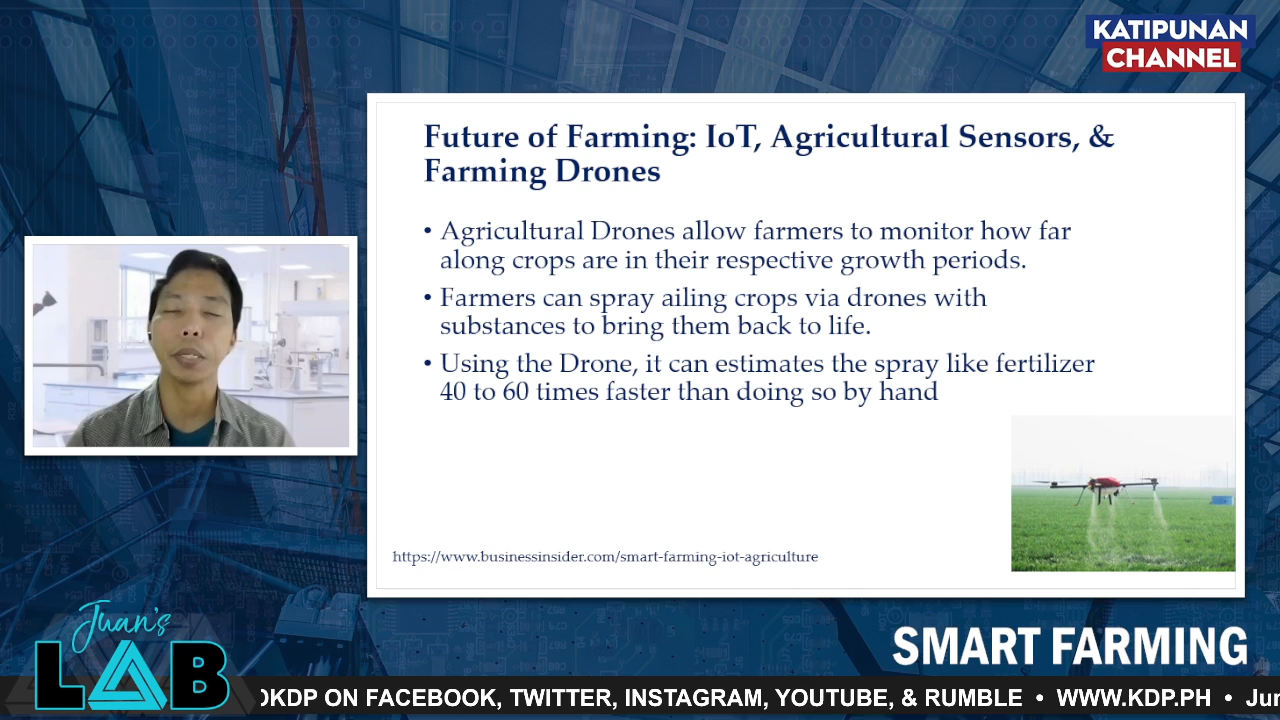 KATIPUNAN
CHANNEL
Future of Farming: IoT, Agricultural Sensors, &
Farming Drones
• Agricultural Drones allow farmers to monitor how far
along crops are in their respective growth periods.
• Farmers can spray ailing crops via drones with
substances to bring them back to life.
• Using the Drone, it can estimates the spray like fertilizer
40 to 60 times faster than doing so by hand
https://www.businessinsider.com/smart-farming-iot-agriculture
Juan's
LAB
SMART FARMING
KDP ON FACEBOOK, TWITTER, INSTAGRAM, YOUTUBE, & RUMBLE • WWW.KDP.PH •